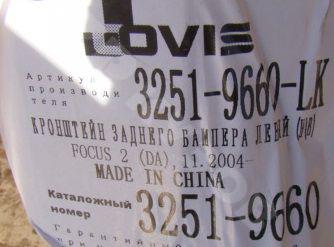 LOVIS
Артикул
производи
теля
3251-9660-LK
КРОНШТЕЙН ЗАДНЕГО БАМПЕРА ЛЕВЫЙ
FOCUS 2 (DA), 11.2004-
MADE IN CHINA
Каталожный
номер
3251-9660
Гарантийный